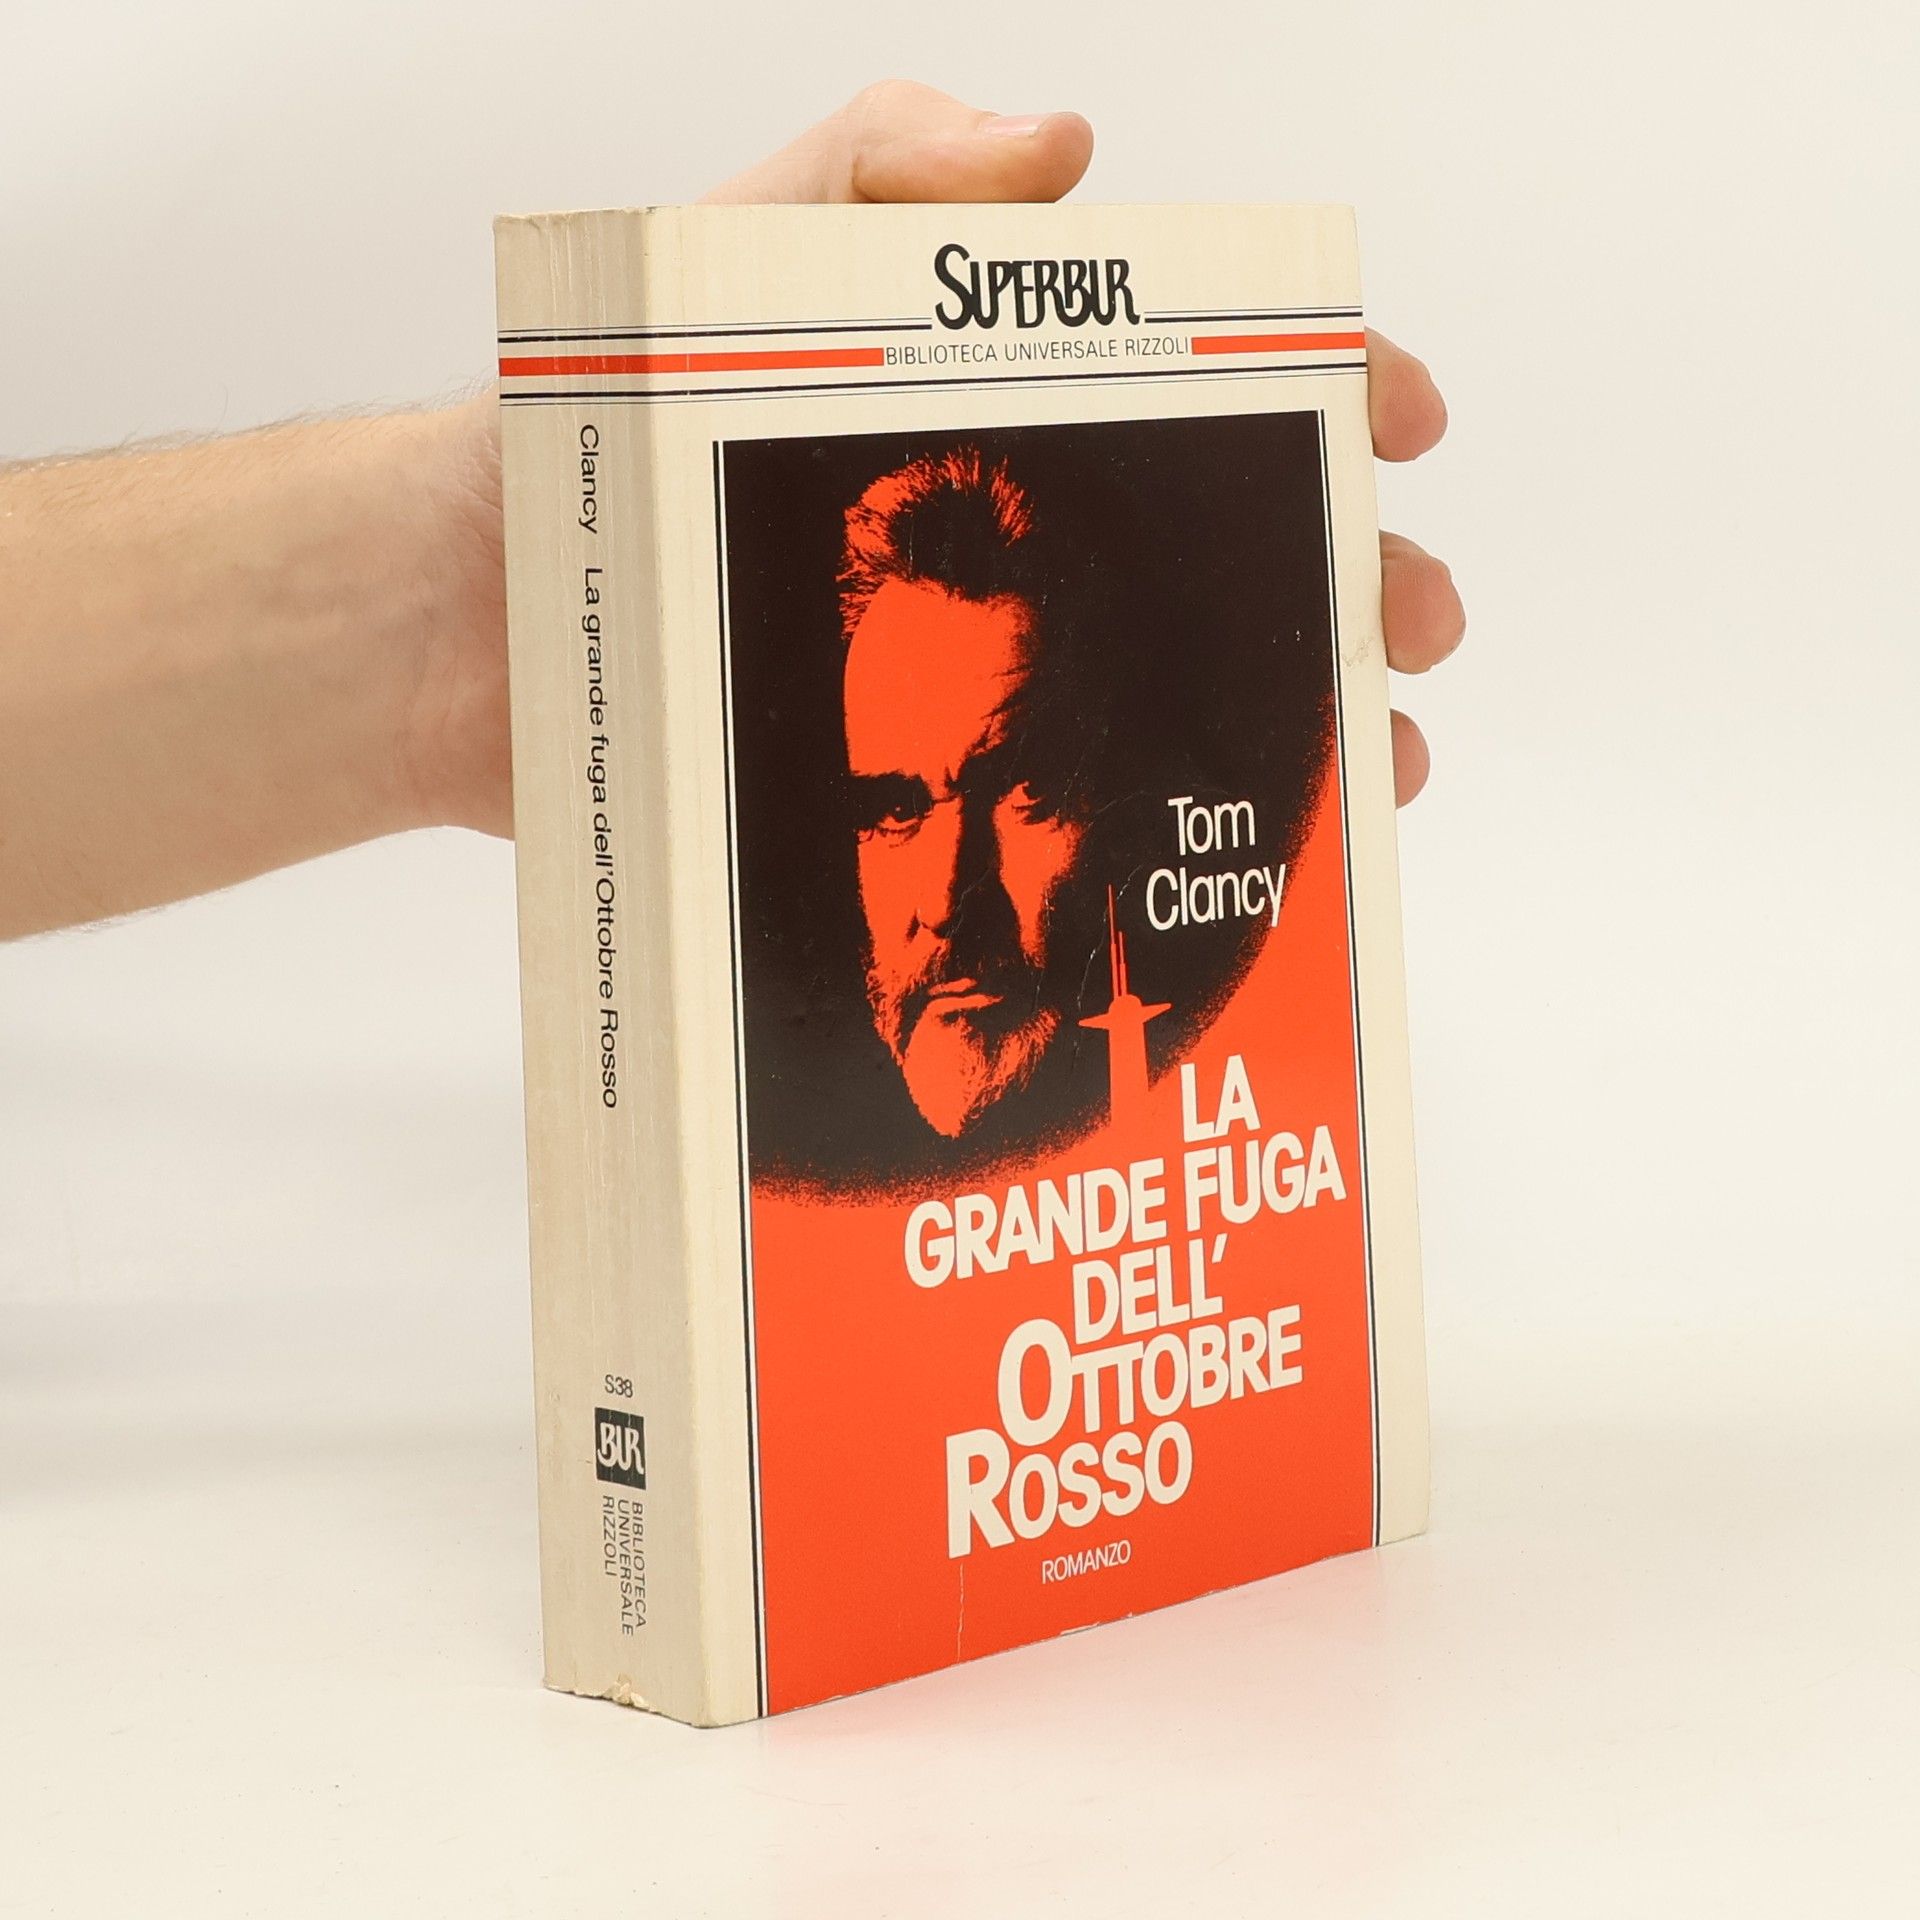 SUPERBUR
BIBLIOTECA UNIVERSALE RIZZOLI
Tom
Clancy
LA
GRANDE FUGA
DELL'
OTTOBRE
ROSSO
ROMANZO
Clancy La grande fuga dell'Ottobre Rosso
S38
BUR
BIBLIOTECA
UNIVERSALE
RIZZOLI